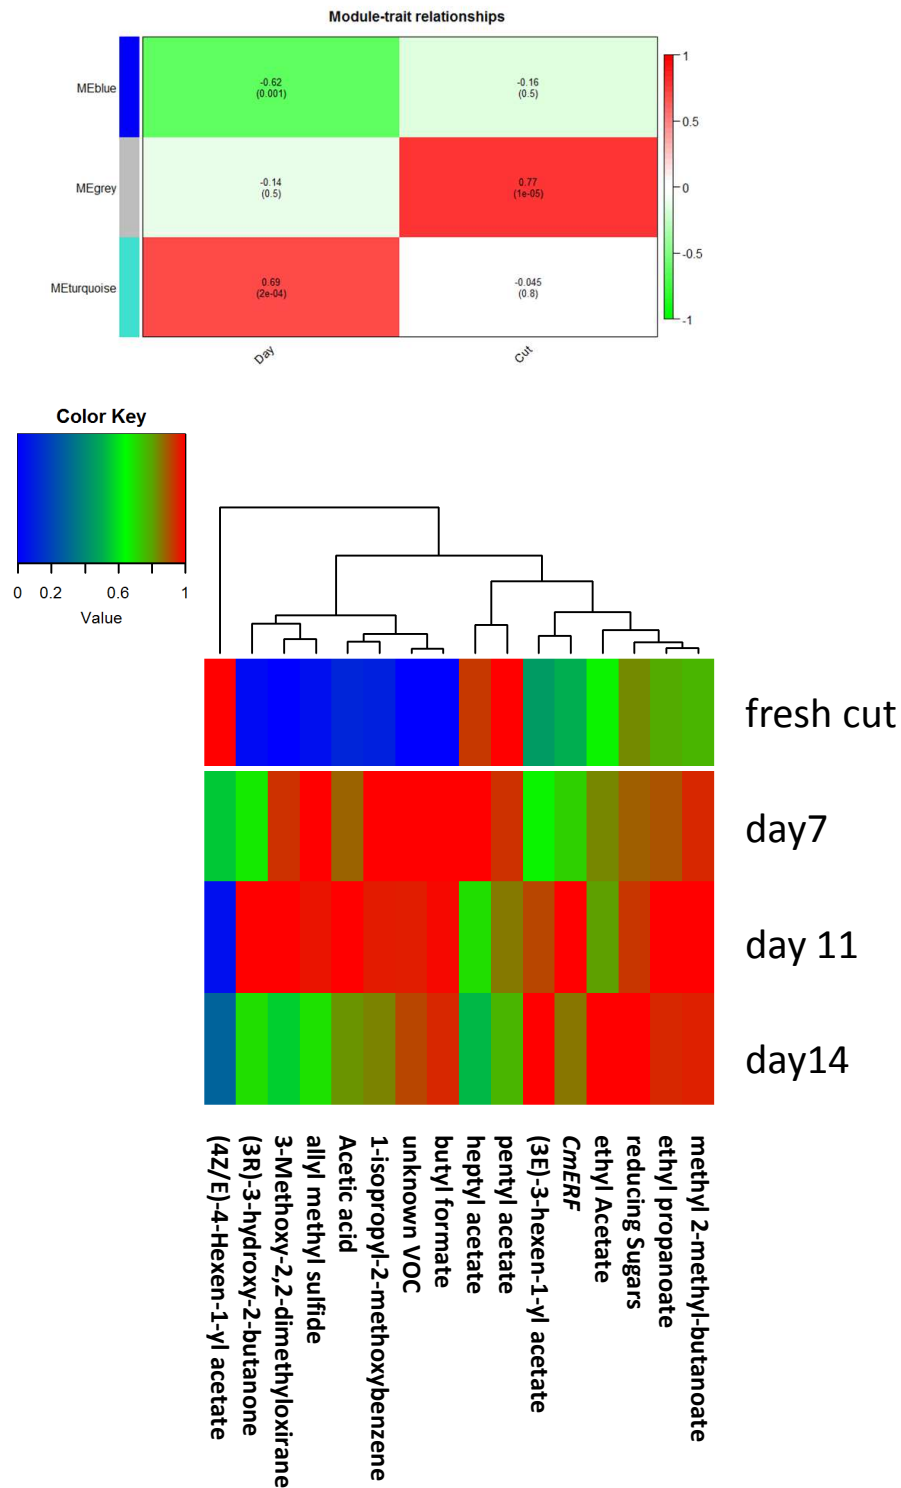 Module-trait relationships
MEblue
-0.62
(0.001)
-0.16
(0.5)
MEgrey
-0.14
(0.5)
0.77
(1e-05)
MEturquoise
0.69
(2e-04)
-0.045
(0.8)
1
0.5
0
-0.5
-1
Day
Cut
Color Key
0 0.2 0.6 1
Value
fresh cut
day7
day 11
day14
(4Z/E)-4-Hexen-1-yl acetate
(3R)-3-hydroxy-2-butanone
3-Methoxy-2,2-dimethyloxirane
allyl methyl sulfide
Acetic acid
1-isopropyl-2-methoxybenzene
unknown VOC
butyl formate
heptyl acetate
pentyl acetate
(3E)-3-hexen-1-yl acetate
CmERF
ethyl Acetate
reducing Sugars
ethyl propanoate
methyl 2-methyl-butanoate